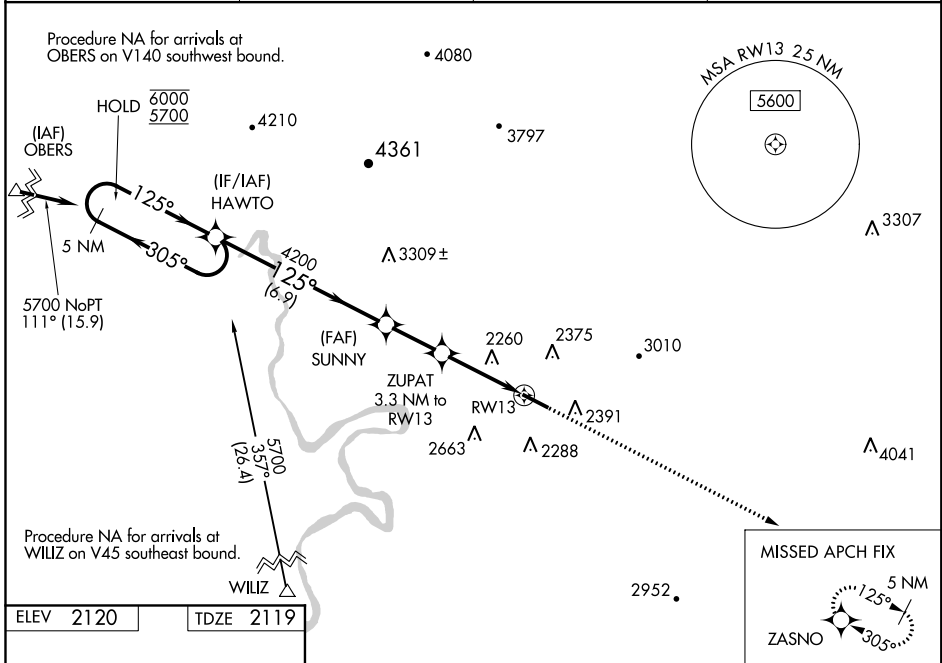 Procedure NA for arrivals at
OBERS on V140 southwest bound.
4080
MSA RW13 25 NM
5600
HOLD
6000
5700
4210
3797
4361
(IAF)
OBERS
(IF/IAF)
HAWTO
125°
305°
5 NM
3307
3309±
4200
125°
(6.9)
5700 NoPT
111° (15.9)
(FAF)
SUNNY
2260
2375
3010
ZUPAT
3.3 NM to
RW13
RW13
2391
2663
2288
4041
5700
357°
(26.4)
Procedure NA for arrivals at
WILIZ on V45 southeast bound.
WILIZ
2952
MISSED APCH FIX
5 NM
125°
305°
ZASNO
ELEV 2120
TDZE 2119